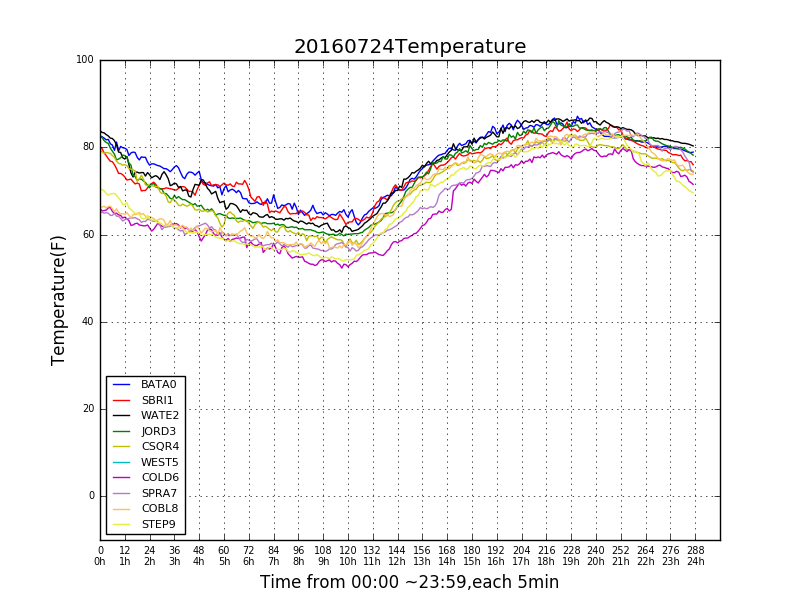 20160724Temperature
100
80
60
40
20
0
Temperature(F)
BATA0
SBRI1
WATE2
JORD3
CSQR4
WEST5
COLD6
SPRA7
COBL8
STEP9
0 12 24 36 48 60 72 84 96 108 120 132 144 156 168 180 192 204 216 228 240 252 264 276 288
0h 1h 2h 3h 4h 5h 6h 7h 8h 9h 10h 11h 12h 13h 14h 15h 16h 17h 18h 19h 20h 21h 22h 23h 24h
Time from 00:00 ~23:59,each 5min